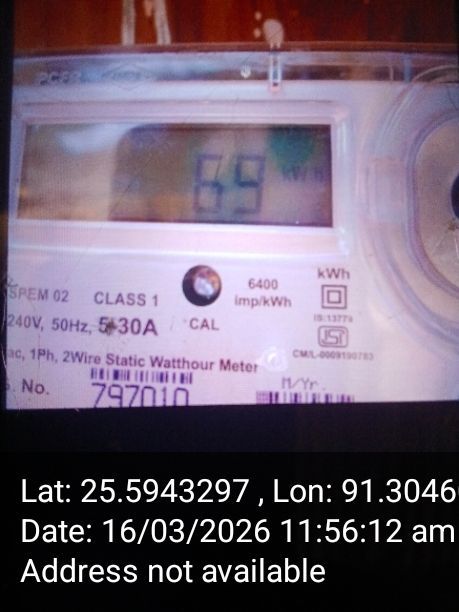 69 kWh
SPEM 02 CLASS 1
6400
imp/kWh
kWh
240V, 50Hz, 5-30A
CAL
IS:13779
ISI
CM/L-0009190783
ac, 1Ph, 2Wire Static Watthour Meter
. No.
797010
M/Yr.
Lat: 25.5943297 , Lon: 91.3046
Date: 16/03/2026 11:56:12 am
Address not available